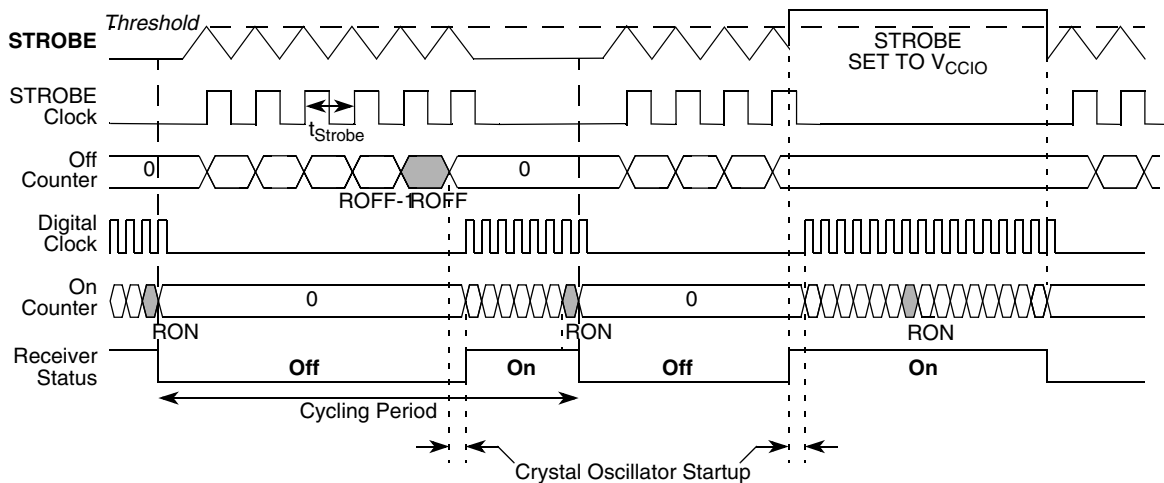 Threshold
STROBE
STROBE
SET TO VCCIO
STROBE
Clock
tStrobe
Off
Counter
0
0
ROFF-1
ROFF
Digital
Clock
On
Counter
0
0
RON
RON
RON
Receiver
Status
Off
On
Off
On
Cycling Period
Crystal Oscillator Startup